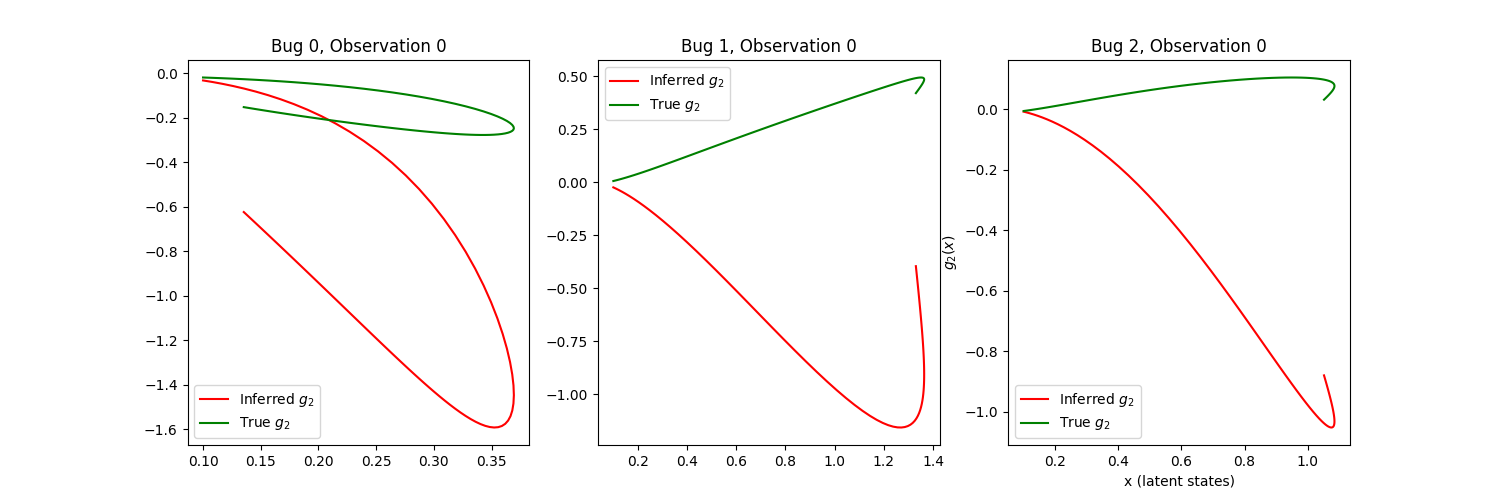 Bug 0, Observation 0
0.0
−0.2
−0.4
−0.6
−0.8
−1.0
−1.2
−1.4
−1.6
Inferred g₂
True g₂
0.10 0.15 0.20 0.25 0.30 0.35
Bug 1, Observation 0
0.50
0.25
0.00
−0.25
−0.50
−0.75
−1.00
Inferred g₂
True g₂
0.2 0.4 0.6 0.8 1.0 1.2 1.4
Bug 2, Observation 0
g₂(x)
0.0
−0.2
−0.4
−0.6
−0.8
−1.0
Inferred g₂
True g₂
0.2 0.4 0.6 0.8 1.0
x (latent states)